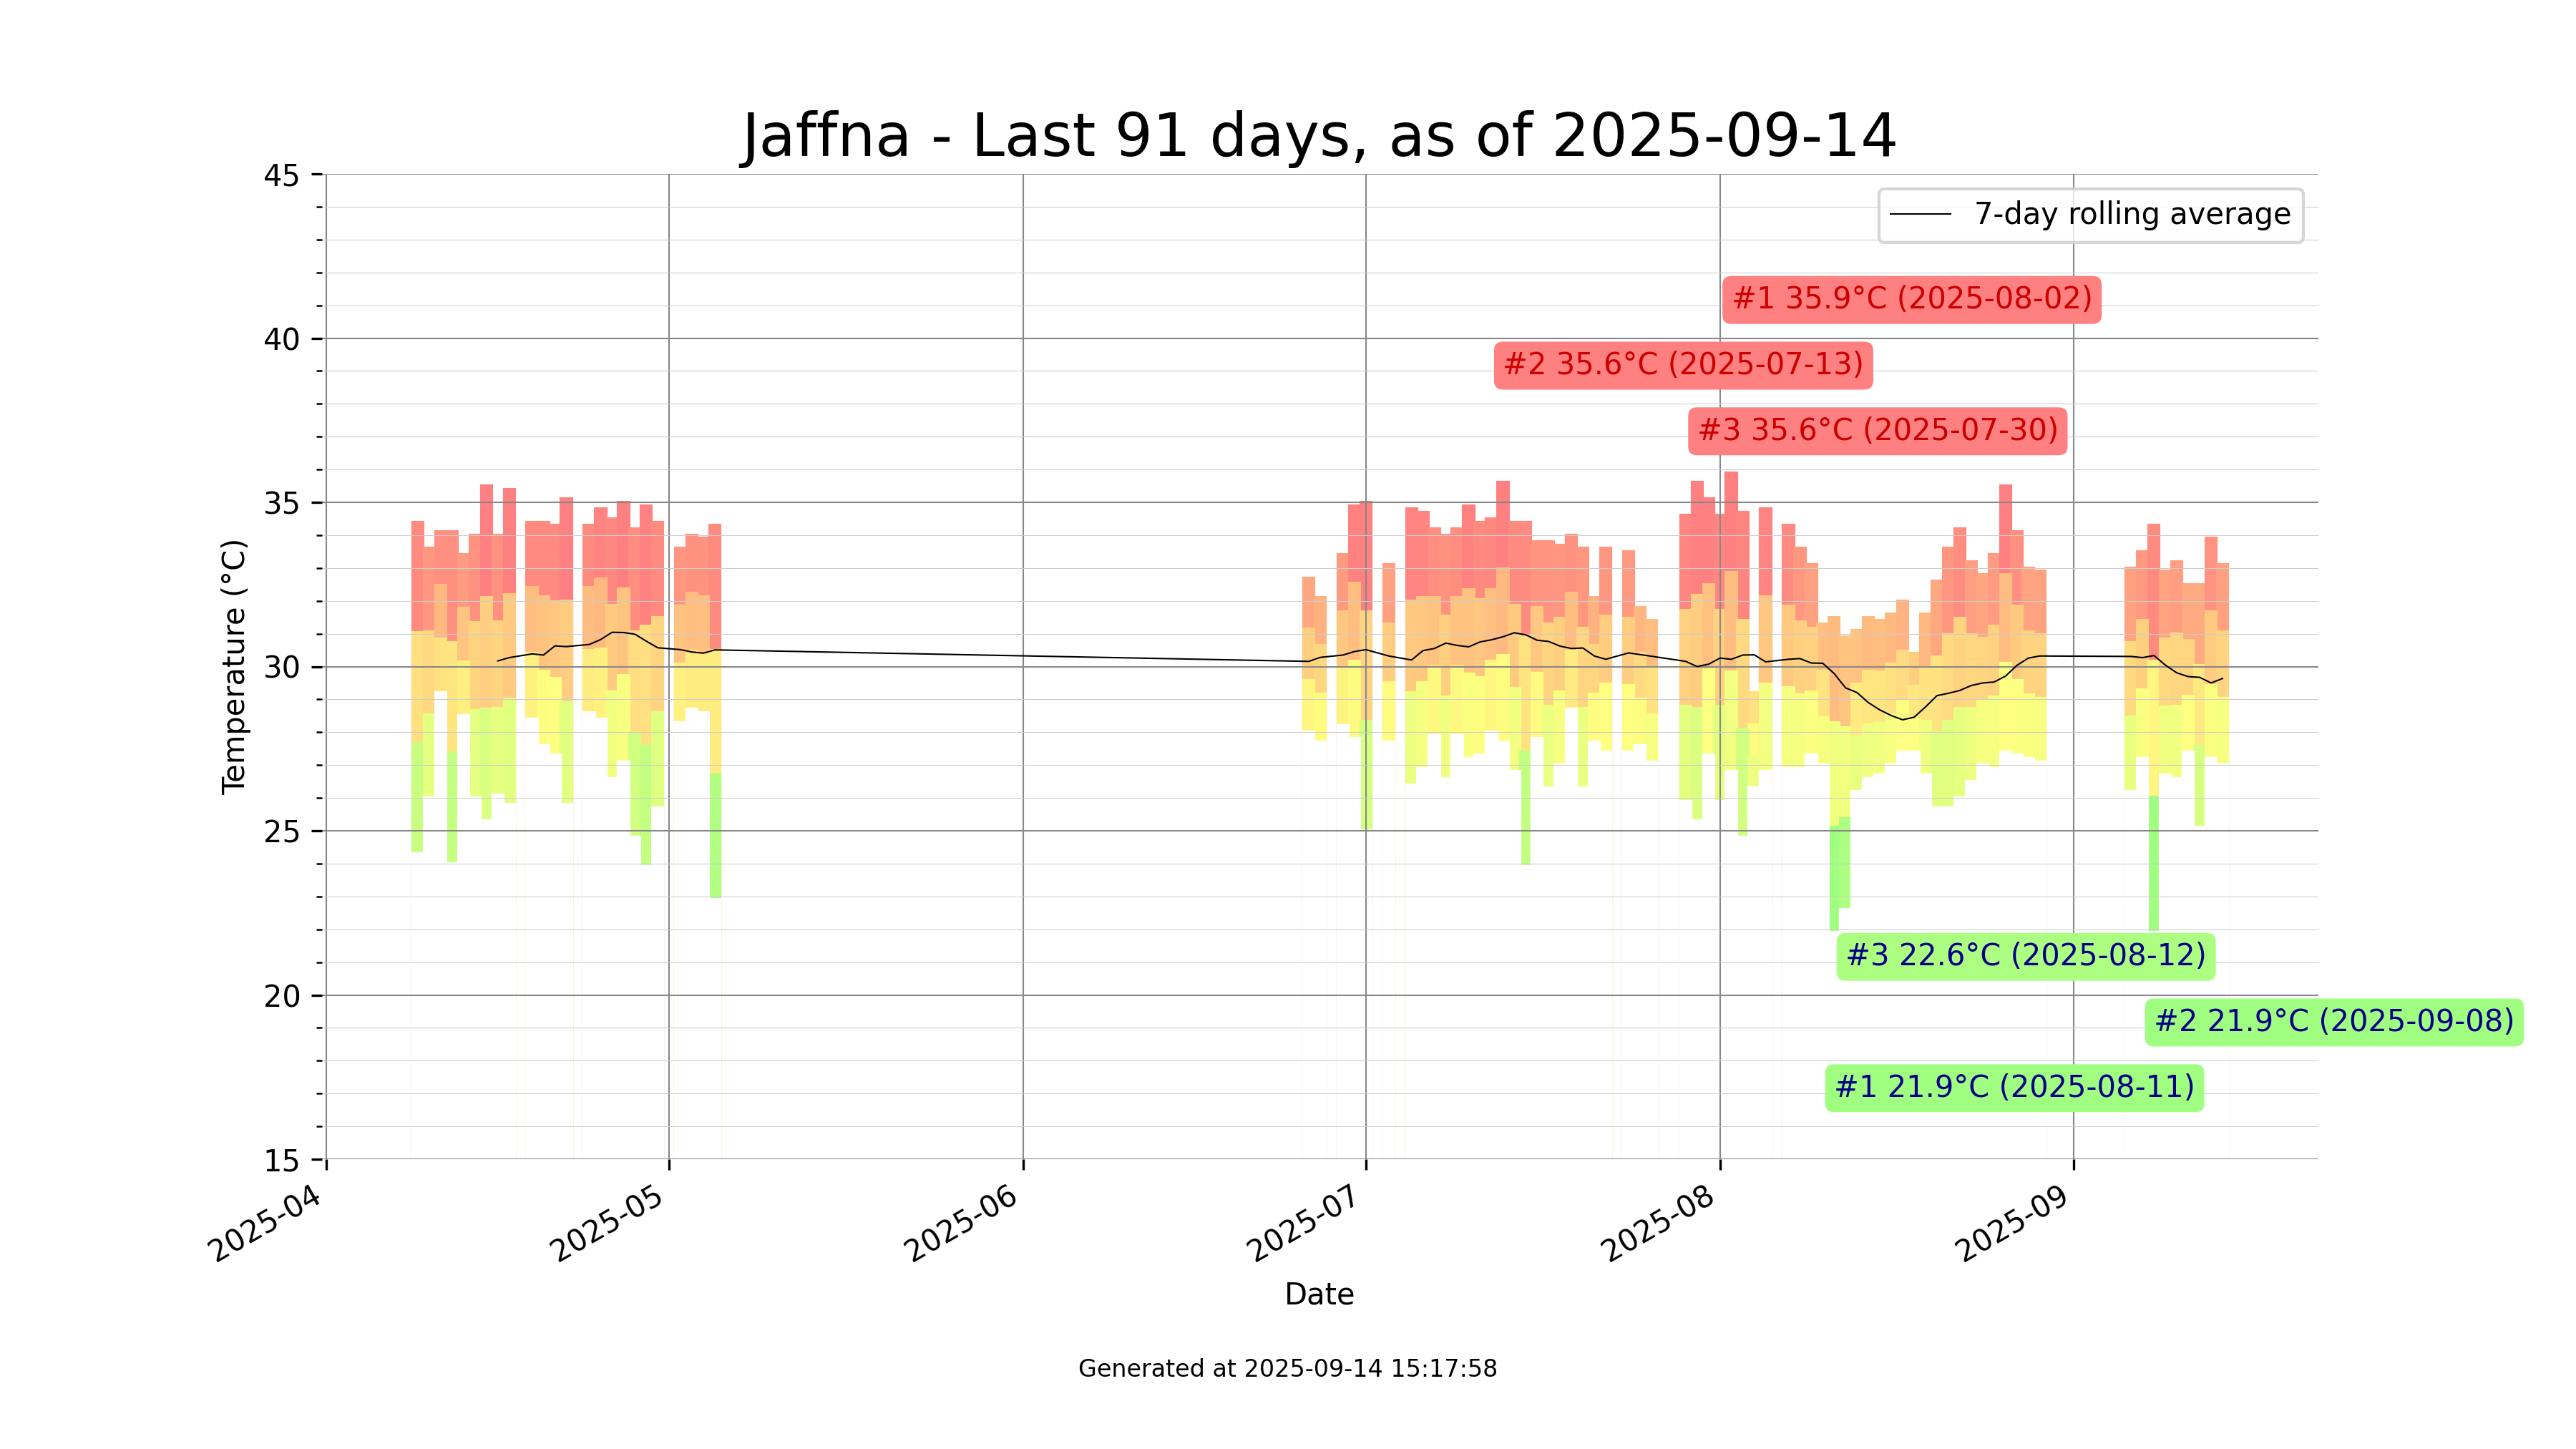 Jaffna - Last 91 days, as of 2025-09-14
7-day rolling average
#1 35.9°C (2025-08-02)
#2 35.6°C (2025-07-13)
#3 35.6°C (2025-07-30)
#3 22.6°C (2025-08-12)
#2 21.9°C (2025-09-08)
#1 21.9°C (2025-08-11)
Temperature (°C)
45
40
35
30
25
20
15
2025-04
2025-05
2025-06
2025-07
2025-08
2025-09
Date
Generated at 2025-09-14 15:17:58